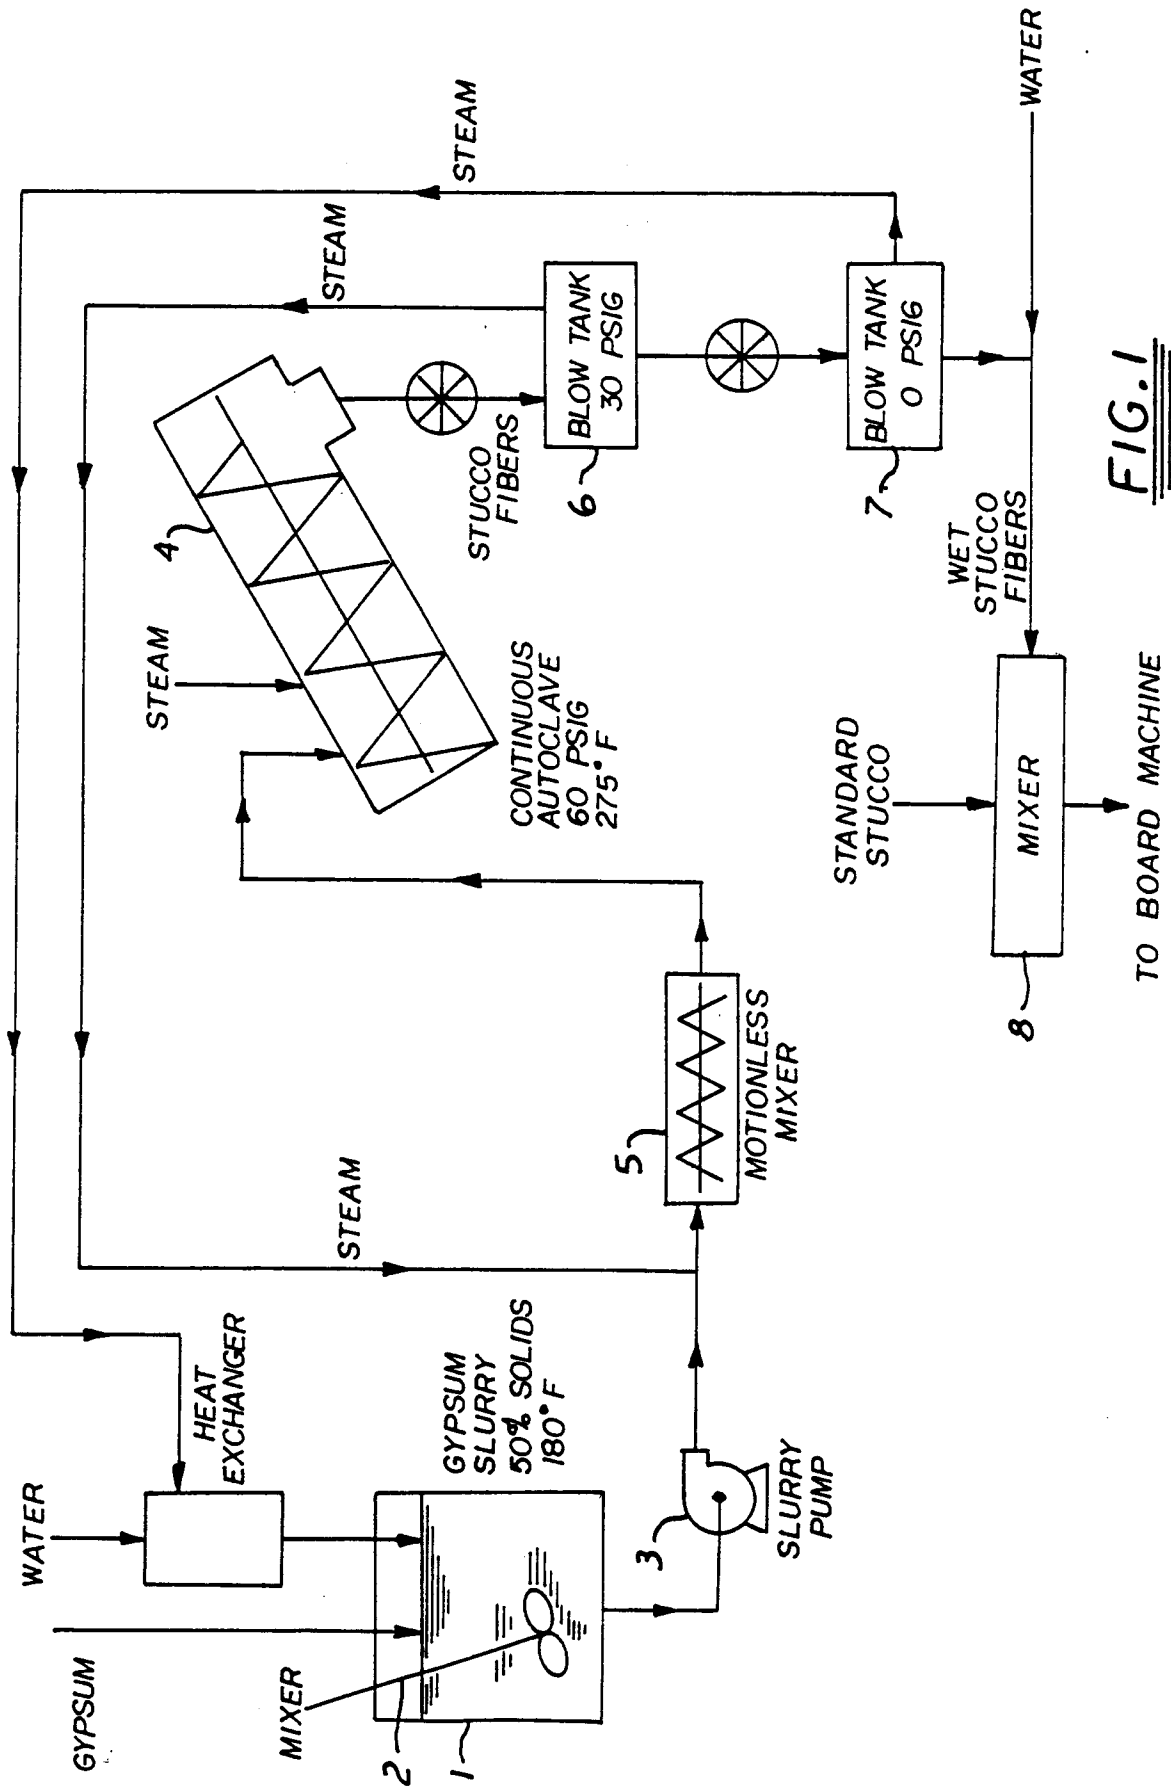 WATER
GYPSUM
HEAT
EXCHANGER
MIXER
2
1
GYPSUM
SLURRY
50% SOLIDS
180°F
3
SLURRY
PUMP
STEAM
5
MOTIONLESS
MIXER
STEAM
4
CONTINUOUS
AUTOCLAVE
60 PSIG
275°F
STUCCO
FIBERS
STEAM
STEAM
6
BLOW TANK
30 PSIG
7
BLOW TANK
0 PSIG
WATER
WET
STUCCO
FIBERS
STANDARD
STUCCO
8
MIXER
TO BOARD MACHINE
FIG. 1